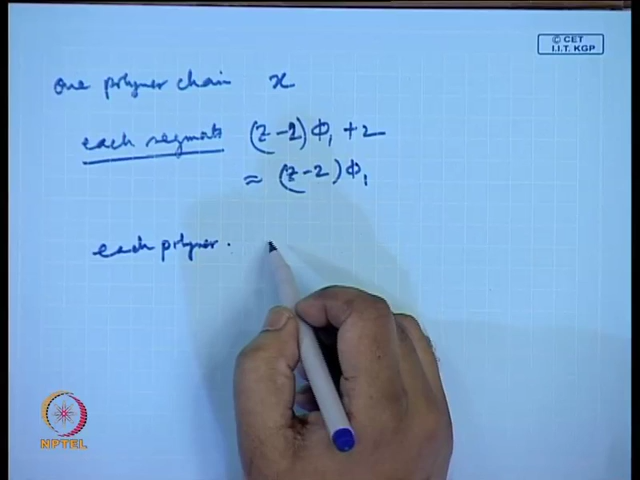 © CET
I.I.T. KGP
one polymer chain x
each segments (z-2)Φ₁ + 2
≈ (z-2)Φ₁
each polymer.
NPTEL